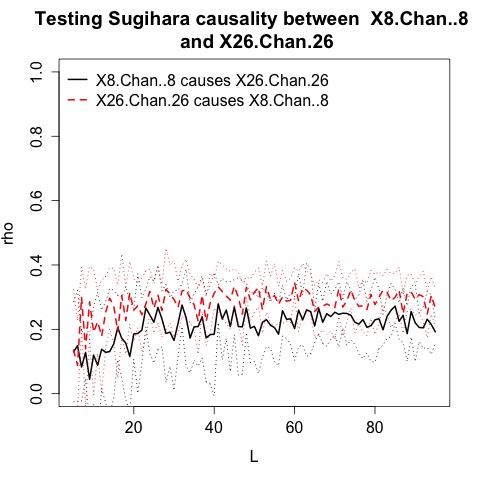 Testing Sugihara causality between  X8.Chan..8
and X26.Chan.26
X8.Chan..8 causes X26.Chan.26
X26.Chan.26 causes X8.Chan..8
1.0
0.8
0.6
0.4
0.2
0.0
rho
20 40 60 80
L